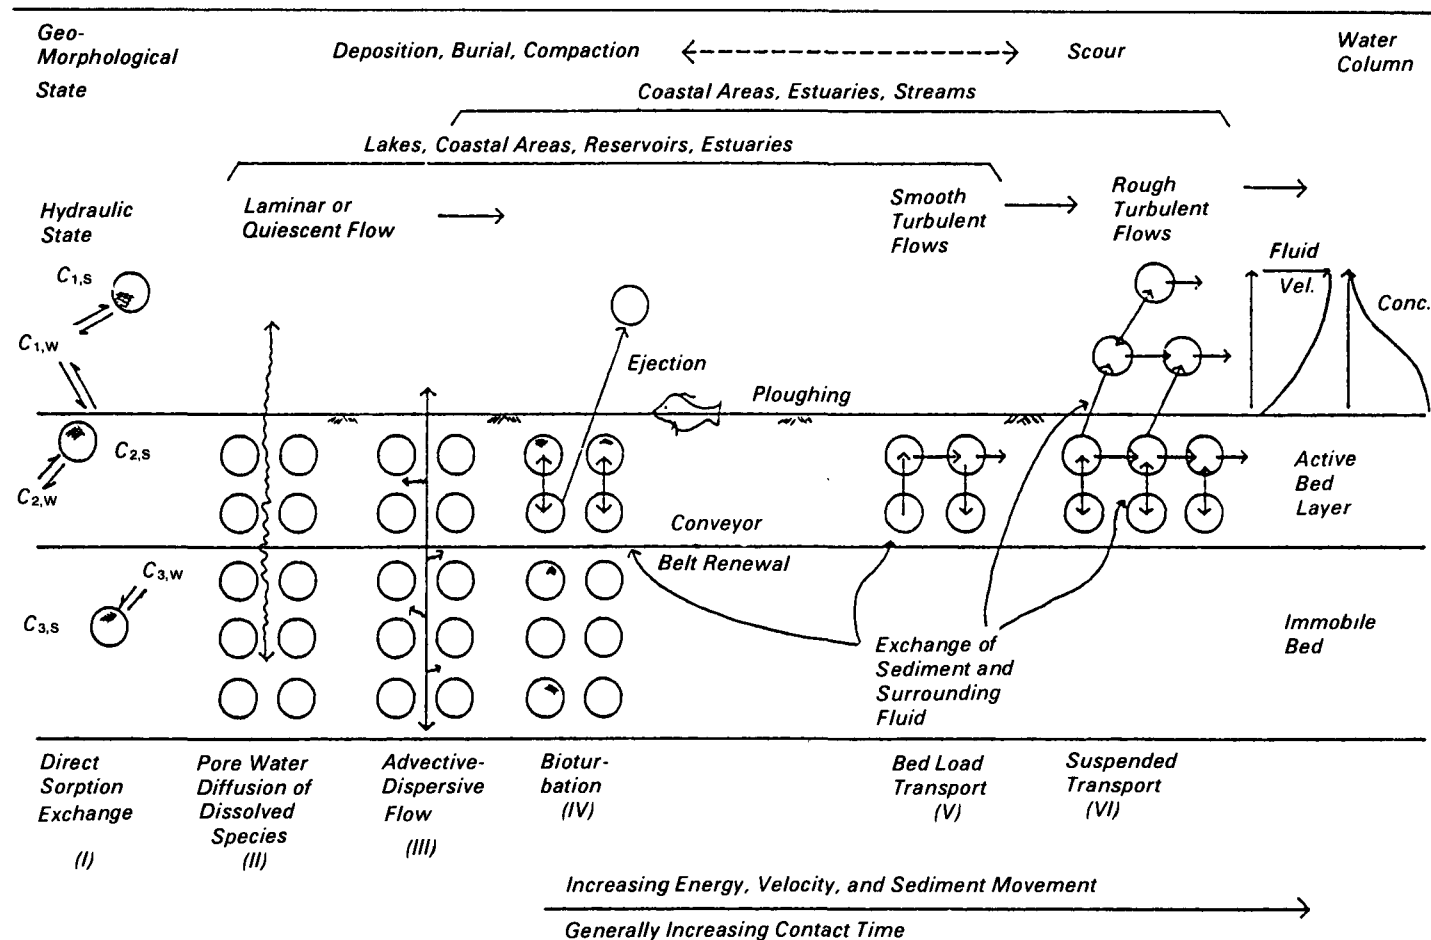 Geo-
Morphological
State
Deposition, Burial, Compaction
Scour
Water
Column
Coastal Areas, Estuaries, Streams
Lakes, Coastal Areas, Reservoirs, Estuaries
Hydraulic
State
Laminar or
Quiescent Flow
Smooth
Turbulent
Flows
Rough
Turbulent
Flows
Fluid
Vel.
Conc.
C1,S
C1,W
Ejection
Ploughing
C2,S
C2,W
Active
Bed
Layer
Conveyor
Belt Renewal
C3,W
C3,S
Exchange of
Sediment and
Surrounding
Fluid
Immobile
Bed
Direct
Sorption
Exchange
(I)
Pore Water
Diffusion of
Dissolved
Species
(II)
Advective-
Dispersive
Flow
(III)
Biotur-
bation
(IV)
Bed Load
Transport
(V)
Suspended
Transport
(VI)
Increasing Energy, Velocity, and Sediment Movement
Generally Increasing Contact Time